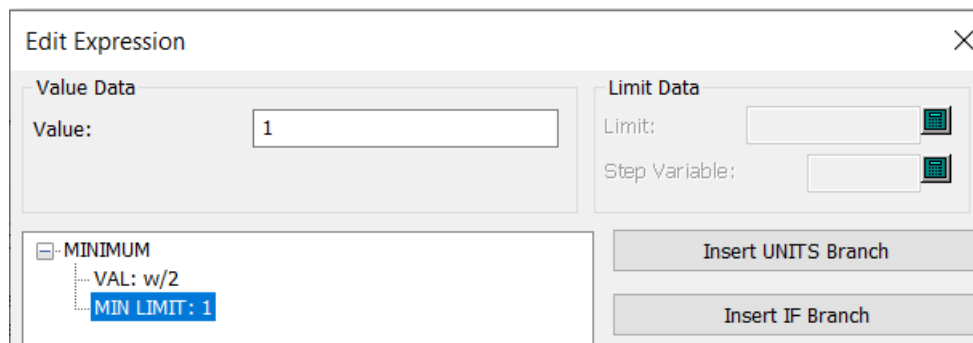 Edit Expression
Value Data
Value: 1
Limit Data
Limit:
Step Variable:
MINIMUM
VAL: w/2
MIN LIMIT: 1
Insert UNITS Branch
Insert IF Branch